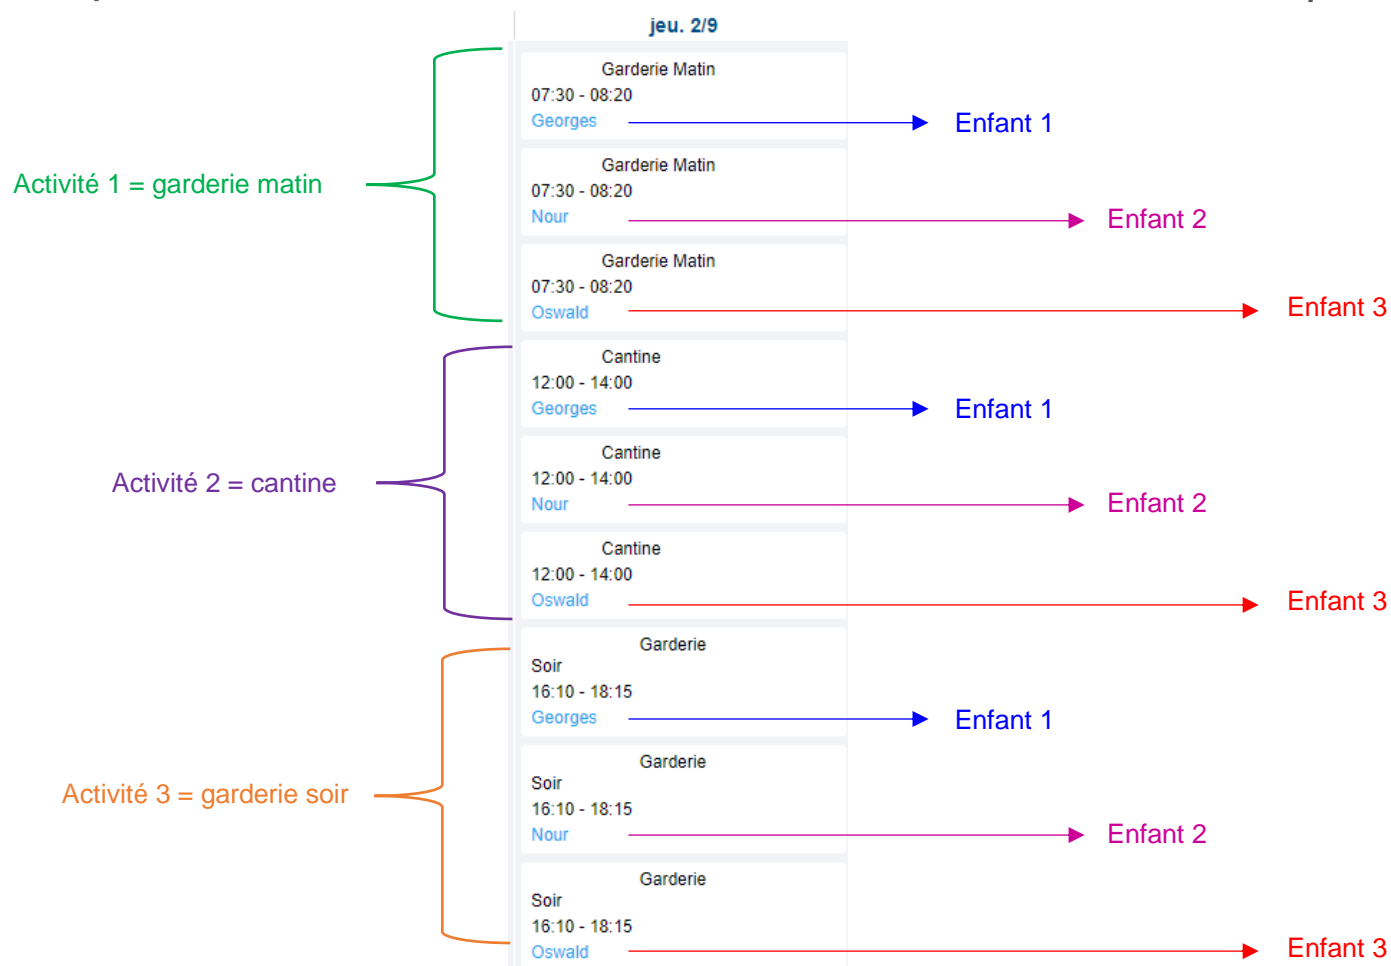 jeu. 2/9
Garderie Matin
07:30 - 08:20
Georges
Enfant 1
Activité 1 = garderie matin
Garderie Matin
07:30 - 08:20
Nour
Enfant 2
Garderie Matin
07:30 - 08:20
Oswald
Enfant 3
Cantine
12:00 - 14:00
Georges
Enfant 1
Activité 2 = cantine
Cantine
12:00 - 14:00
Nour
Enfant 2
Cantine
12:00 - 14:00
Oswald
Enfant 3
Garderie
Soir
16:10 - 18:15
Georges
Enfant 1
Activité 3 = garderie soir
Garderie
Soir
16:10 - 18:15
Nour
Enfant 2
Garderie
Soir
16:10 - 18:15
Oswald
Enfant 3